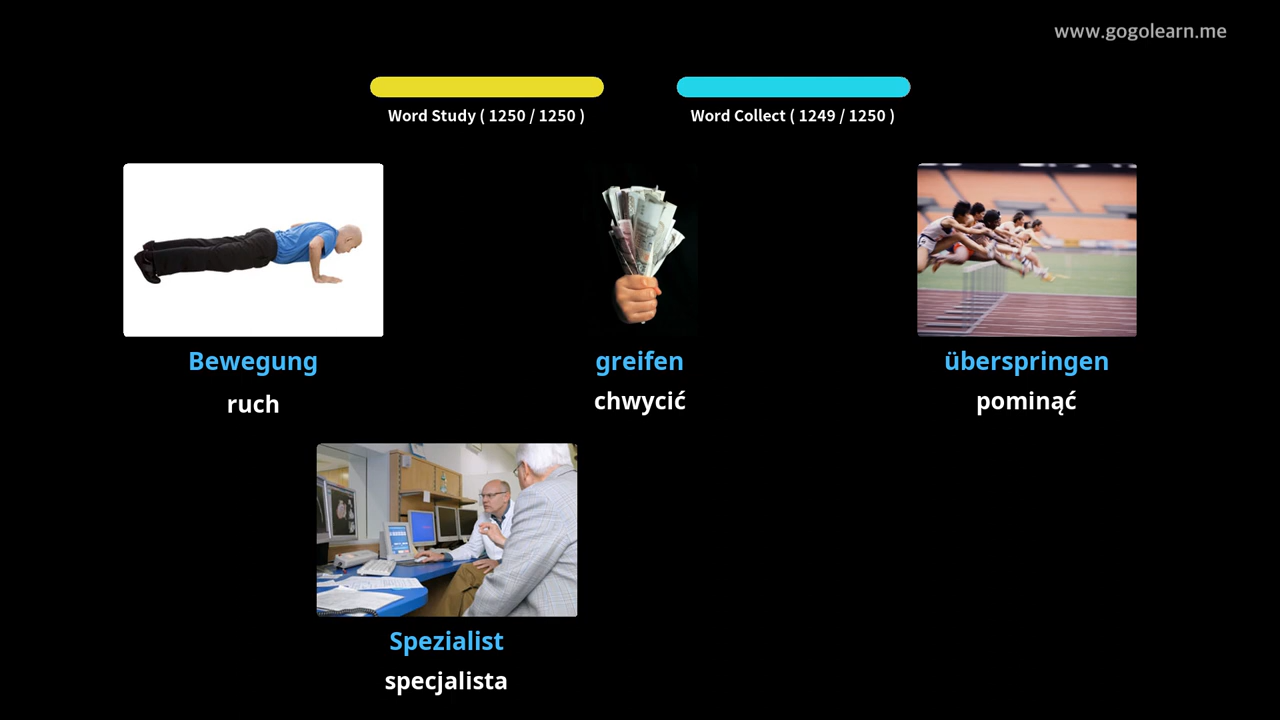 www.gogolearn.me
Word Study ( 1250 / 1250 )
Word Collect ( 1249 / 1250 )
Bewegung
ruch
greifen
chwycić
überspringen
pominąć
Spezialist
specjalista